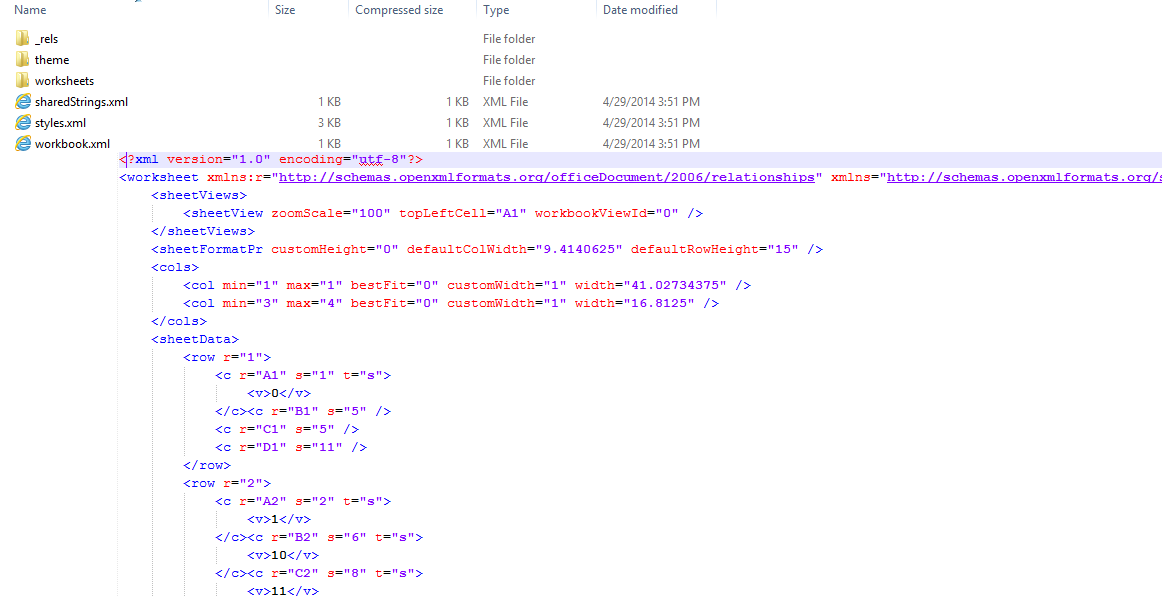 Name Size Compressed size Type Date modified
_rels File folder
theme File folder
worksheets File folder
sharedStrings.xml 1 KB 1 KB XML File 4/29/2014 3:51 PM
styles.xml 3 KB 1 KB XML File 4/29/2014 3:51 PM
workbook.xml 1 KB 1 KB XML File 4/29/2014 3:51 PM
<?xml version="1.0" encoding="utf-8"?>
<worksheet xmlns:r="http://schemas.openxmlformats.org/officeDocument/2006/relationships" xmlns="http://schemas.openxmlformats.org/s
<sheetViews>
<sheetView zoomScale="100" topLeftCell="A1" workbookViewId="0" />
</sheetViews>
<sheetFormatPr customHeight="0" defaultColWidth="9.4140625" defaultRowHeight="15" />
<cols>
<col min="1" max="1" bestFit="0" customWidth="1" width="41.02734375" />
<col min="3" max="4" bestFit="0" customWidth="1" width="16.8125" />
</cols>
<sheetData>
<row r="1">
<c r="A1" s="1" t="s">
<v>0</v>
</c><c r="B1" s="5" />
<c r="C1" s="5" />
<c r="D1" s="11" />
</row>
<row r="2">
<c r="A2" s="2" t="s">
<v>1</v>
</c><c r="B2" s="6" t="s">
<v>10</v>
</c><c r="C2" s="8" t="s">
<v>11</v>